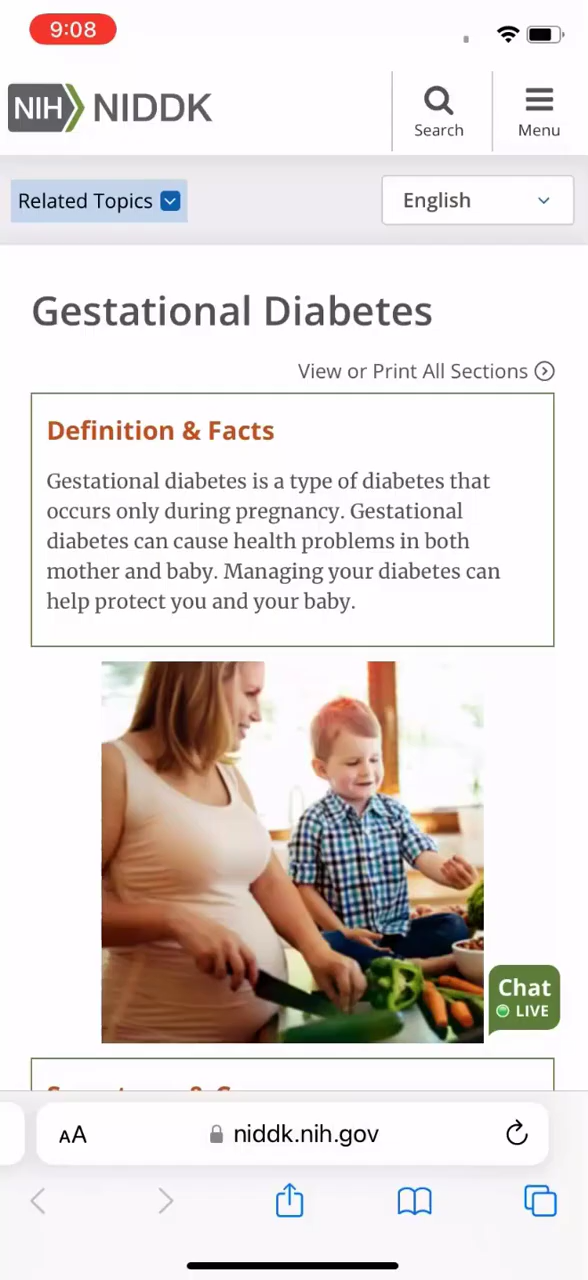 9:08
NIH NIDDK
Search
Menu
Related Topics
English
Gestational Diabetes
View or Print All Sections
Definition & Facts
Gestational diabetes is a type of diabetes that
occurs only during pregnancy. Gestational
diabetes can cause health problems in both
mother and baby. Managing your diabetes can
help protect you and your baby.
Chat
LIVE
AA
niddk.nih.gov